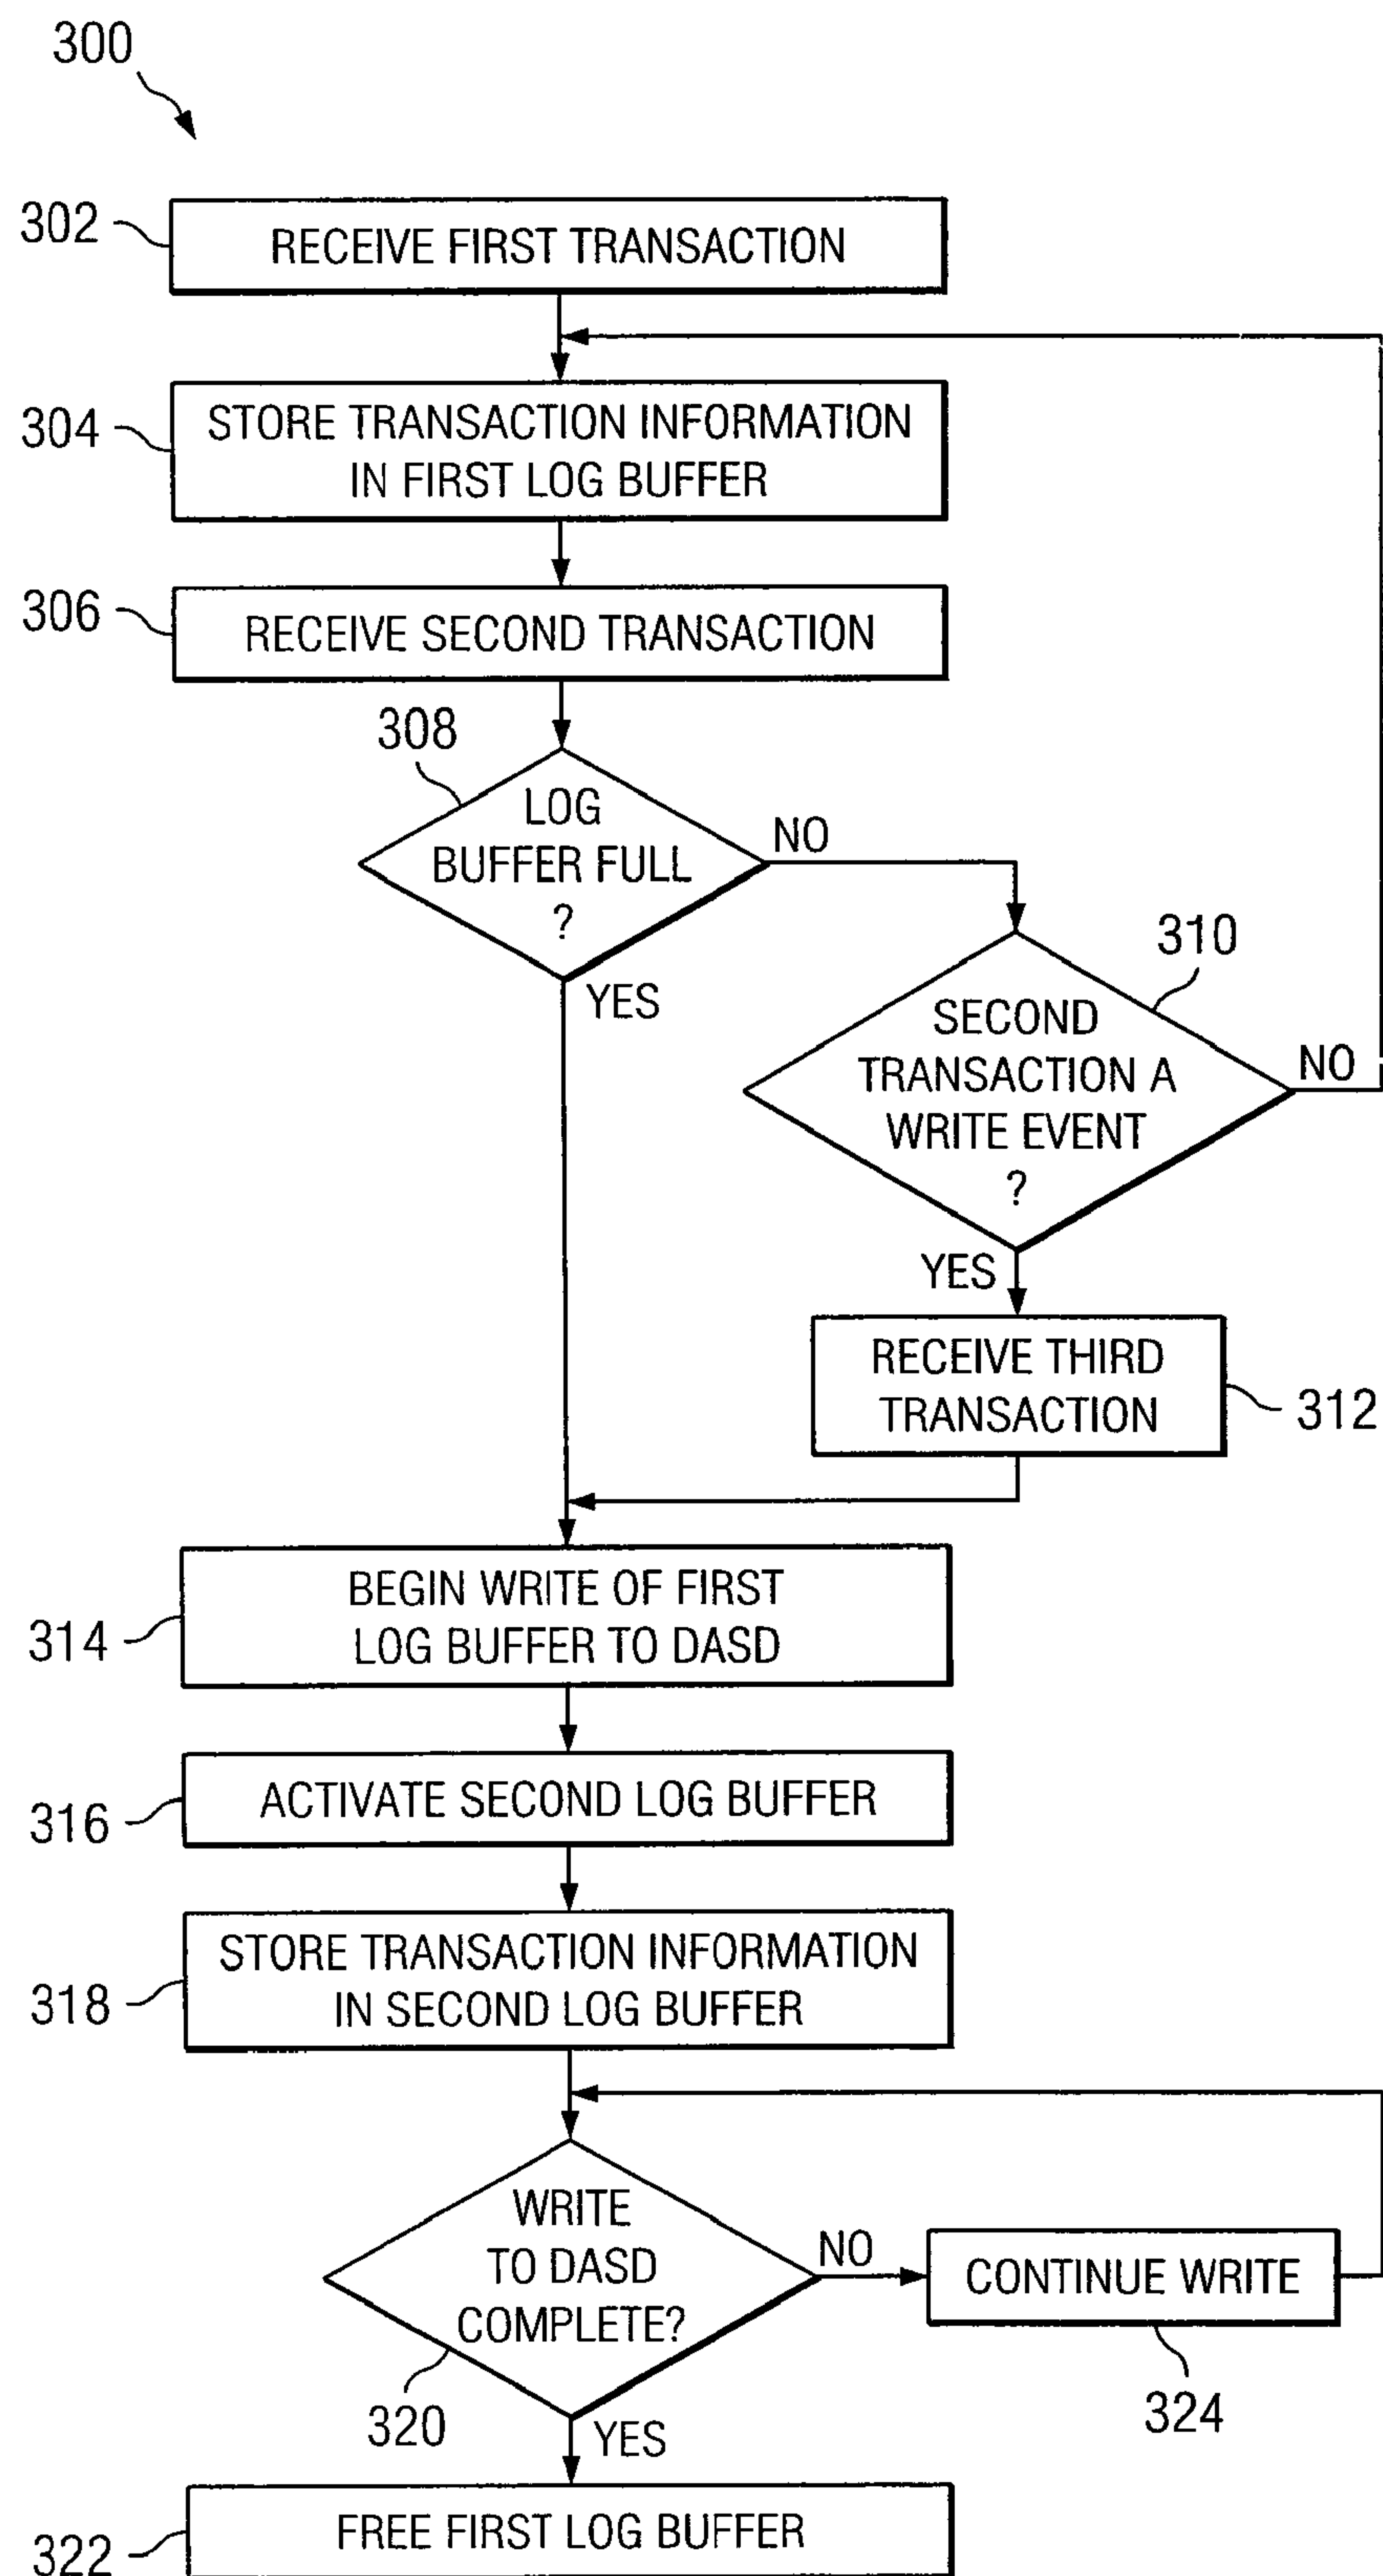 300
302
RECEIVE FIRST TRANSACTION
304
STORE TRANSACTION INFORMATION
IN FIRST LOG BUFFER
306
RECEIVE SECOND TRANSACTION
308
LOG
BUFFER FULL
?
NO
YES
310
SECOND
TRANSACTION A
WRITE EVENT
?
NO
YES
RECEIVE THIRD
TRANSACTION
312
314
BEGIN WRITE OF FIRST
LOG BUFFER TO DASD
316
ACTIVATE SECOND LOG BUFFER
318
STORE TRANSACTION INFORMATION
IN SECOND LOG BUFFER
WRITE
TO DASD
COMPLETE?
NO
CONTINUE WRITE
320
YES
324
322
FREE FIRST LOG BUFFER